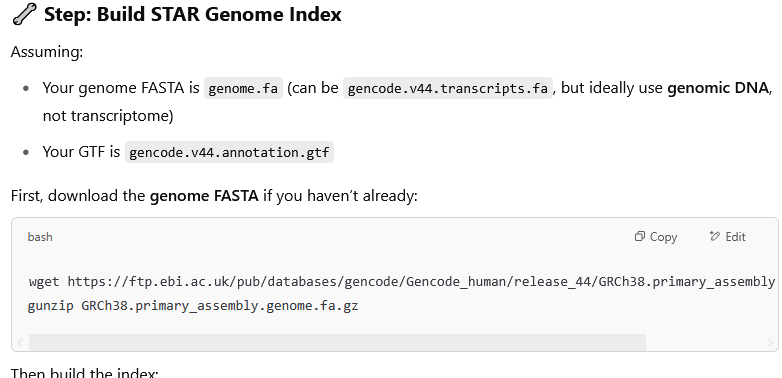 Step: Build STAR Genome Index
Assuming:
Your genome FASTA is genome.fa (can be gencode.v44.transcripts.fa, but ideally use genomic DNA,
not transcriptome)
Your GTF is gencode.v44.annotation.gtf
First, download the genome FASTA if you haven’t already:
bash Copy Edit
wget https://ftp.ebi.ac.uk/pub/databases/gencode/Gencode_human/release_44/GRCh38.primary_assembly
gunzip GRCh38.primary_assembly.genome.fa.gz
Then build the index: